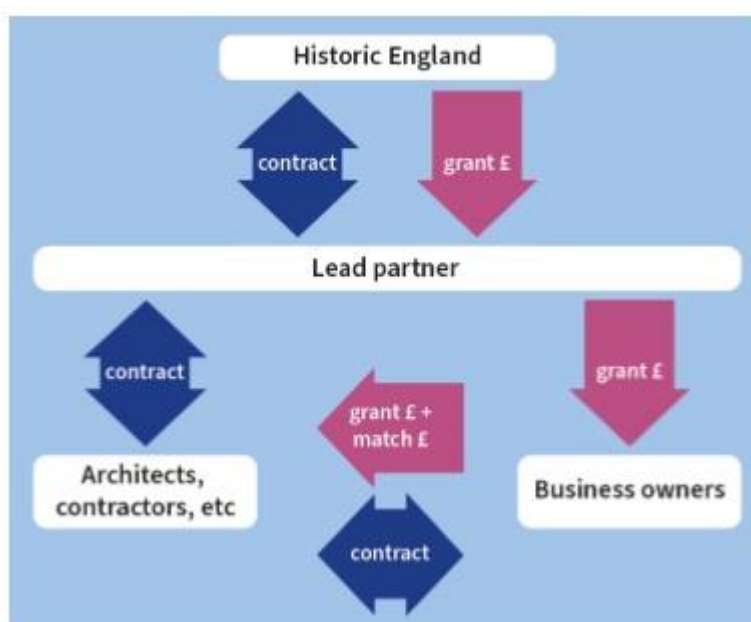 Historic England
contract
grant £
Lead partner
contract
grant £
grant £ +
match £
Architects,
contractors, etc
Business owners
contract